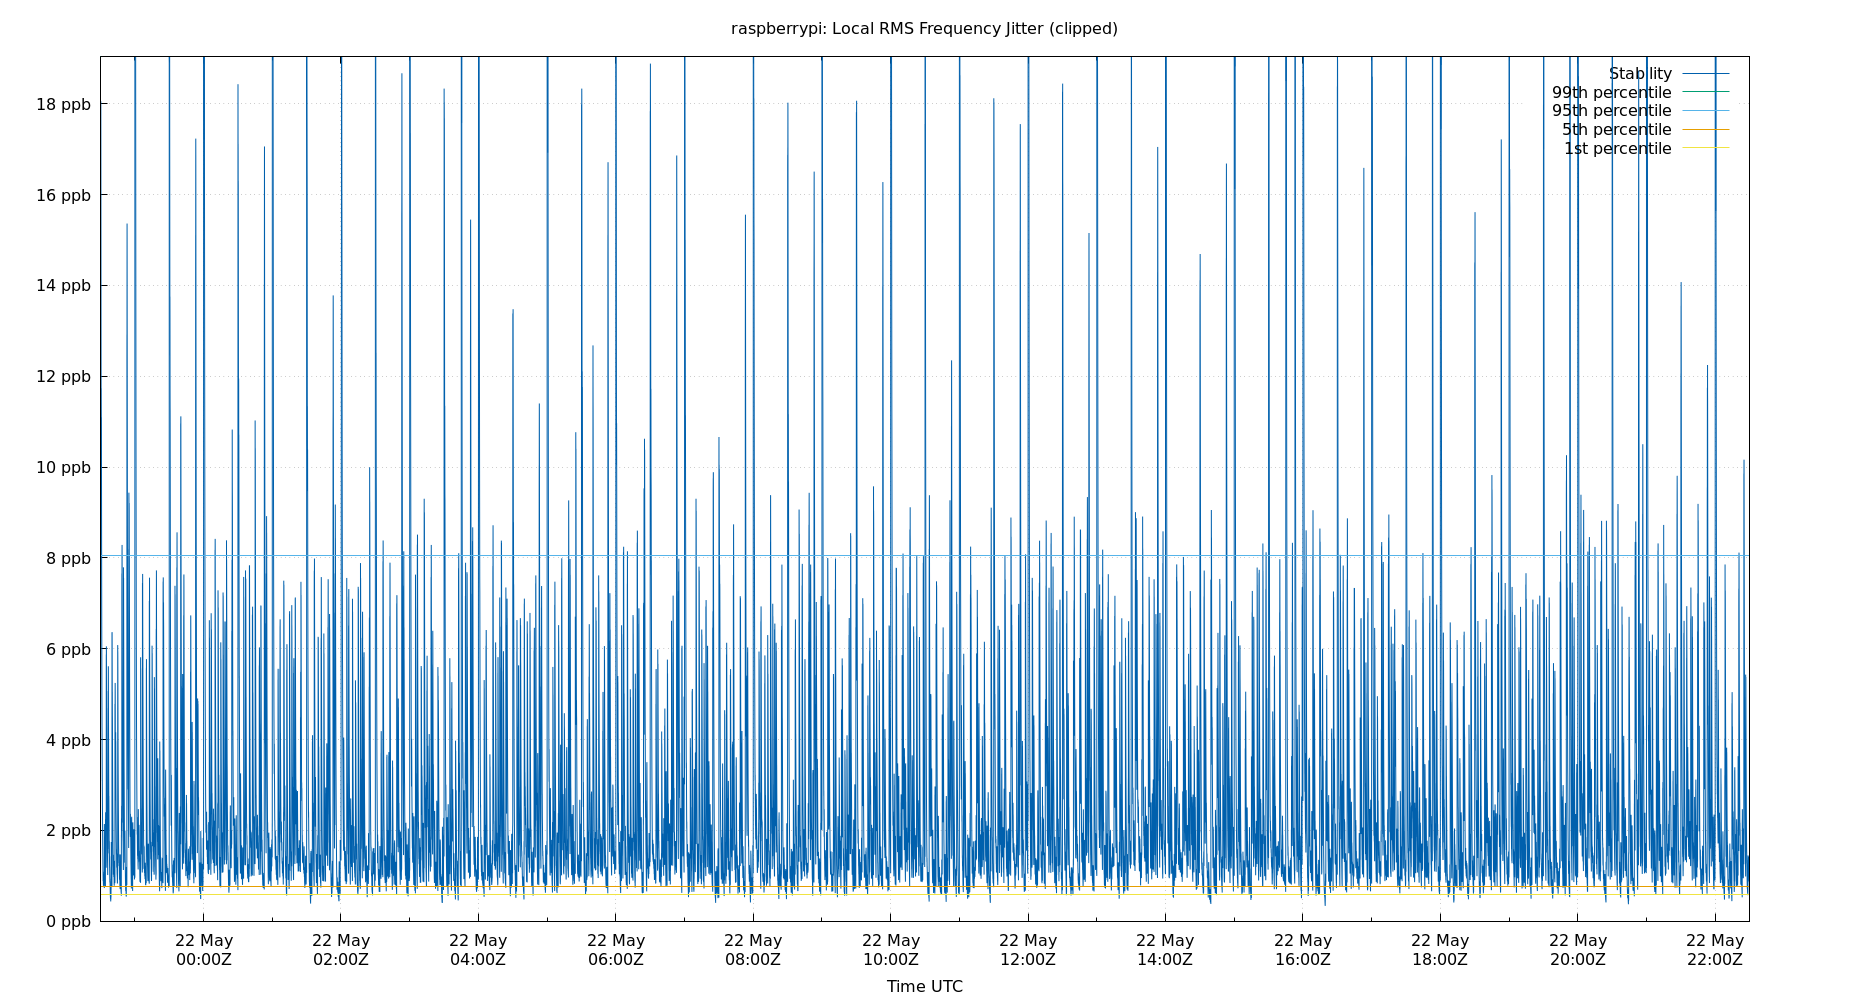 raspberrypi: Local RMS Frequency Jitter (clipped)
Stability
99th percentile
95th percentile
5th percentile
1st percentile
18 ppb
16 ppb
14 ppb
12 ppb
10 ppb
8 ppb
6 ppb
4 ppb
2 ppb
0 ppb
22 May 22 May 22 May 22 May 22 May 22 May 22 May 22 May 22 May 22 May 22 May 22 May
00:00Z 02:00Z 04:00Z 06:00Z 08:00Z 10:00Z 12:00Z 14:00Z 16:00Z 18:00Z 20:00Z 22:00Z
Time UTC